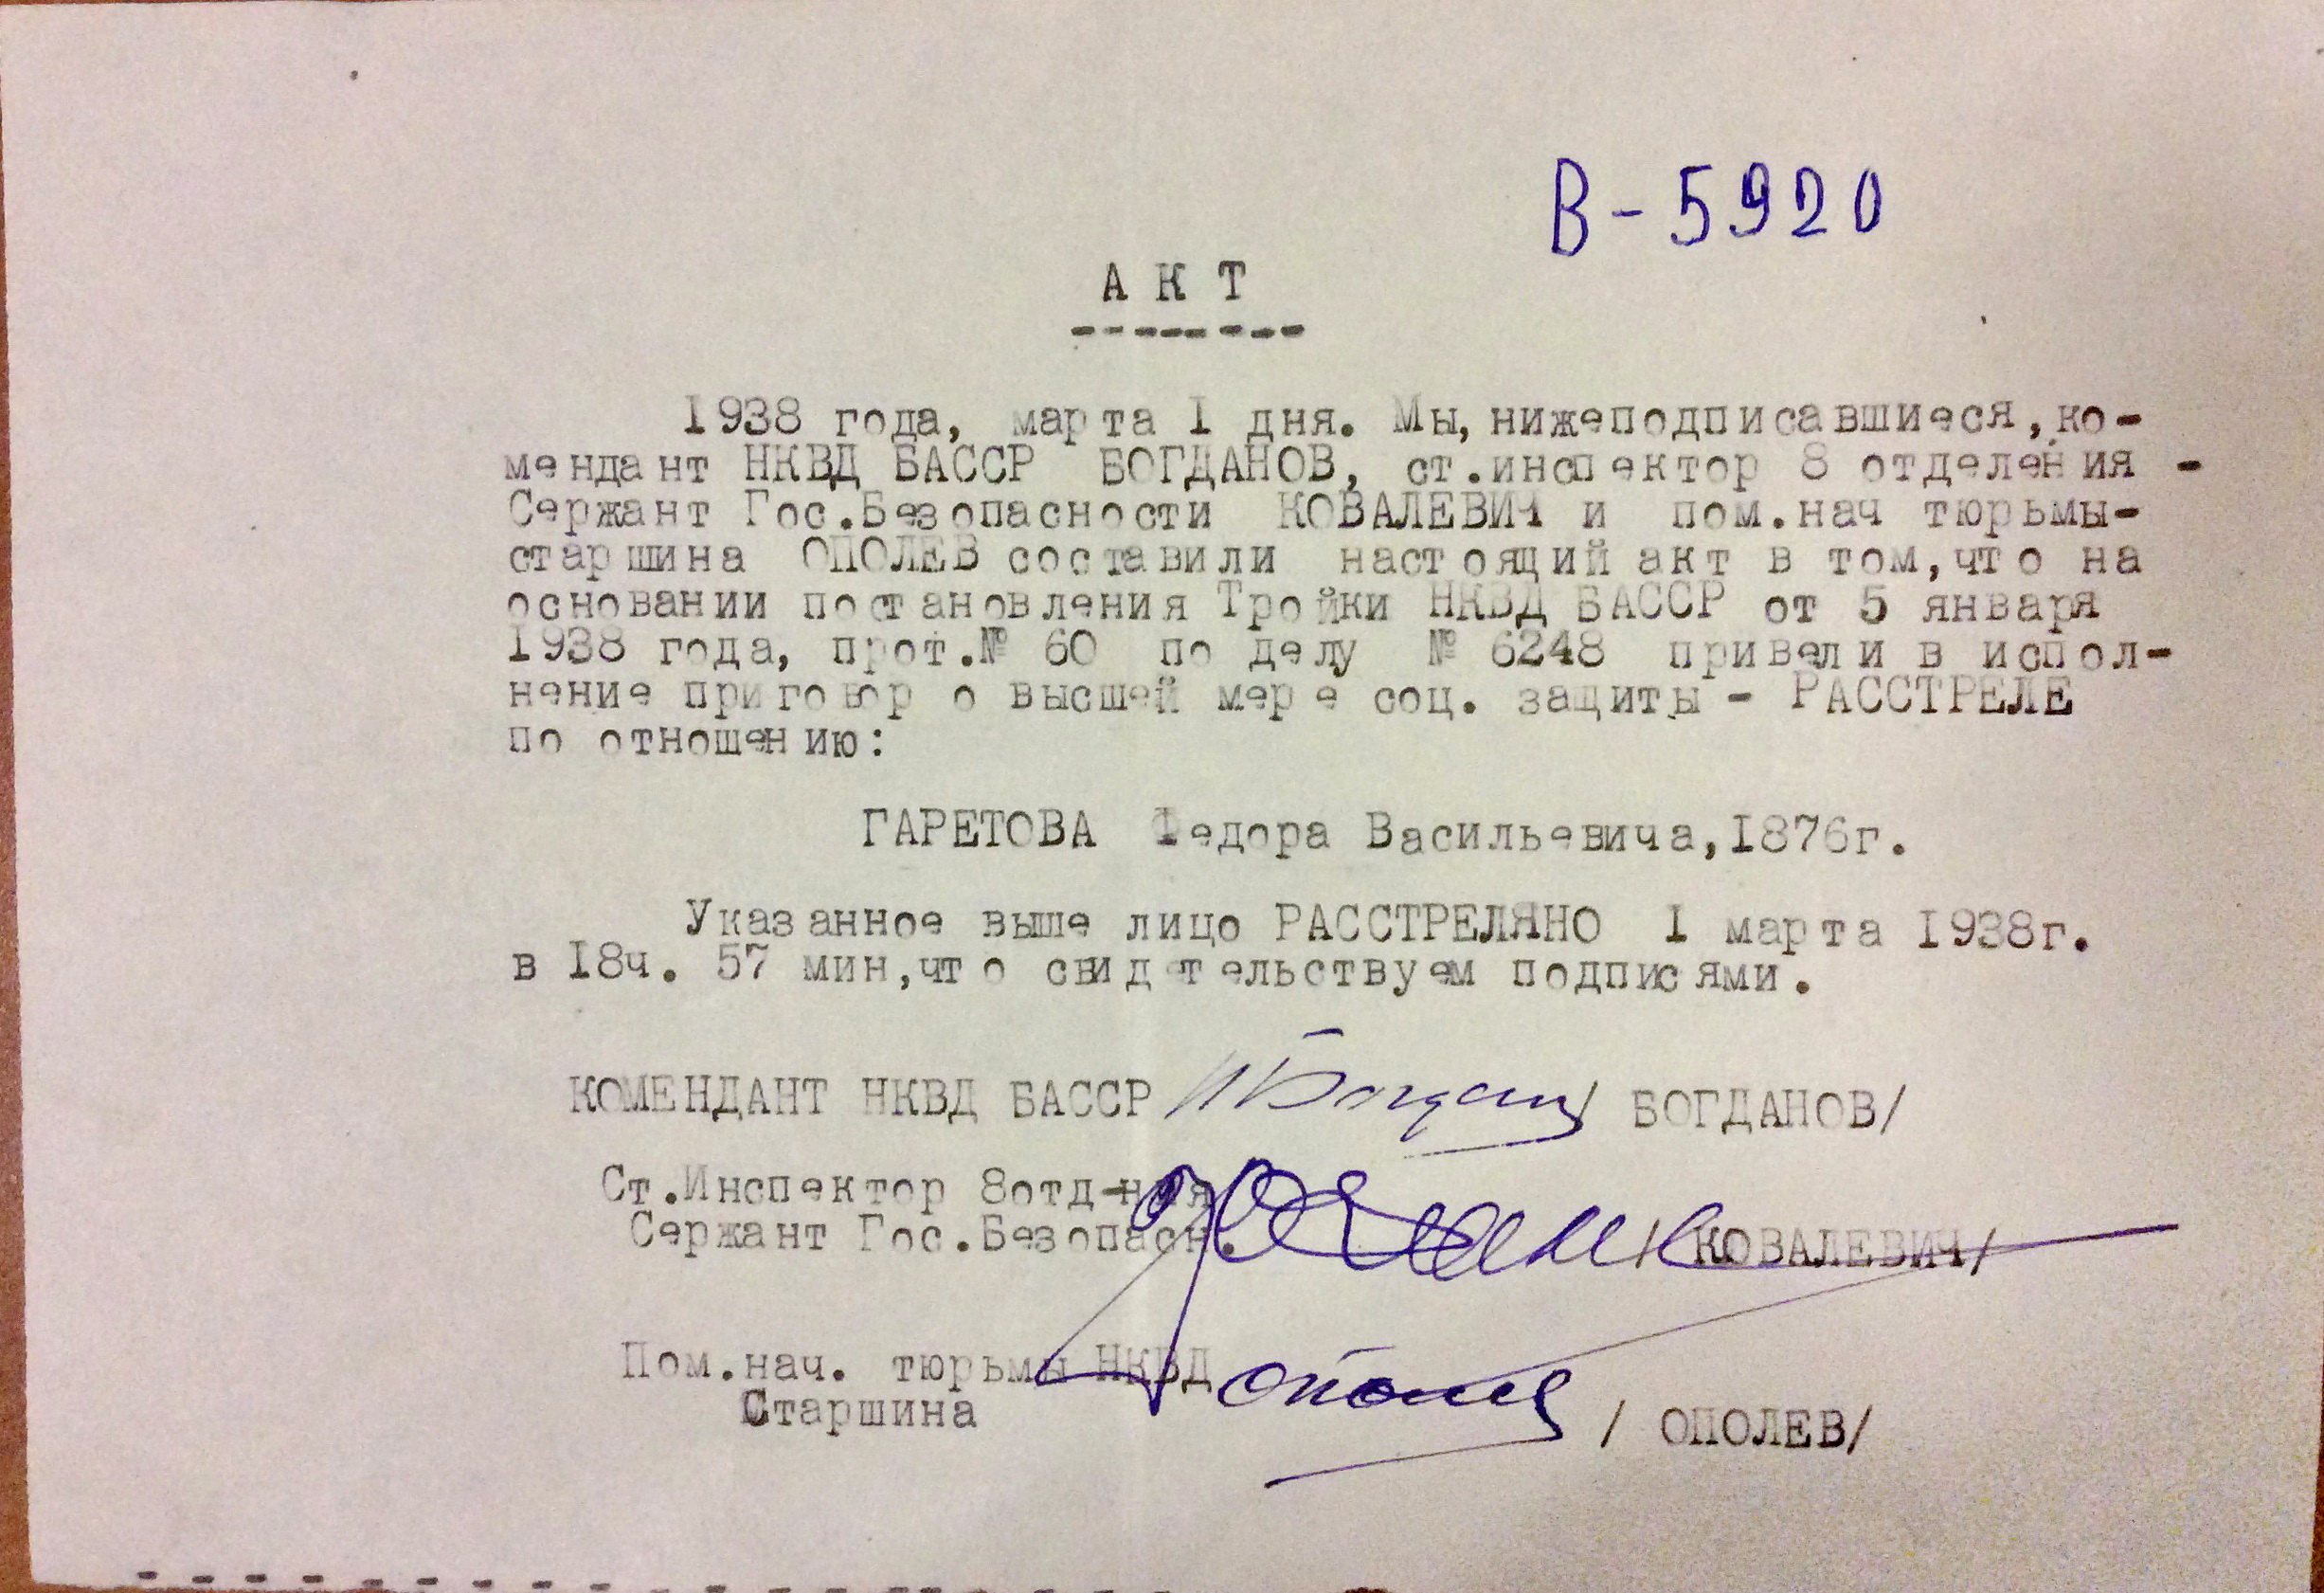 В-5920
АКТ
--------
1938 года, марта 1 дня. Мы, нижеподписавшиеся, ко-
мендант НКВД БАССР БОГДАНОВ, ст.инспектор 8 отделения -
Сержант Гос.Безопасности КОВАЛЕВИЧ и пом.нач тюрьмы-
старшина ОПОЛЕВ составили настоящий акт в том,что на
основании постановления Тройки НКВД БАССР от 5 января
1938 года, прот.№ 60 по делу № 6248 привели в испол-
нение приговор о высшей мере соц. защиты - РАССТРЕЛЕ
по отношению:
ГАРЕТОВА Федора Васильевича,1876г.
Указанное выше лицо РАССТРЕЛЯНО 1 марта 1938г.
в 18ч. 57 мин,что свидетельствуем подписями.
КОМЕНДАНТ НКВД БАССР / БОГДАНОВ/
Ст.Инспектор 8отд-ния
Сержант Гос.Безопасн. / КОВАЛЕВИЧ/
Пом.нач. тюрьмы НКВД
Старшина / ОПОЛЕВ/